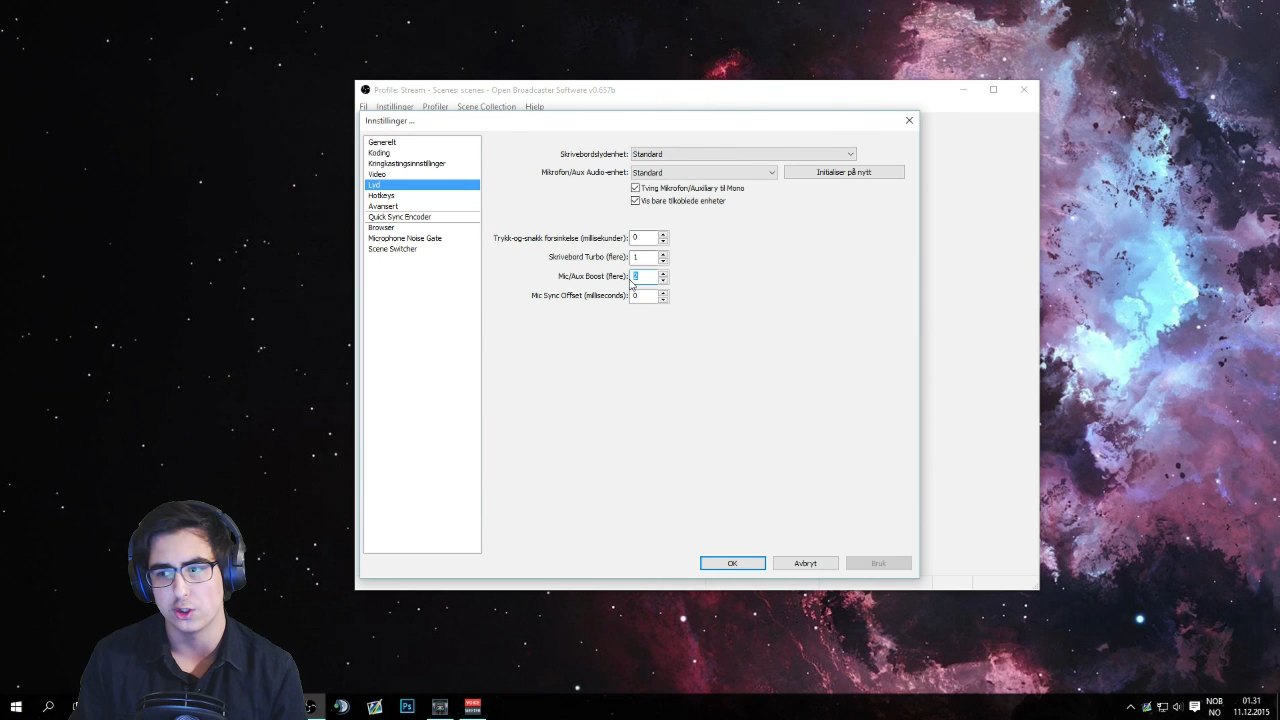 Profile: Stream - Scenes: scenes - Open Broadcaster Software v0.657b
Fil Instillinger Profiler Scene Collection Hjelp
Innstillinger ...
Generelt
Koding
Kringkastingsinnstillinger
Video
Lyd
Hotkeys
Avansert
Quick Sync Encoder
Browser
Microphone Noise Gate
Scene Switcher
Skrivebordslydenhet: Standard
Mikrofon/Aux Audio-enhet: Standard Initialiser på nytt
Tving Mikrofon/Auxiliary til Mono
Vis bare tilkoblede enheter
Trykk-og-snakk forsinkelse (millisekunder): 0
Skrivebord Turbo (flere): 1
Mic/Aux Boost (flere):
Mic Sync Offset (milliseconds): 0
OK Avbryt Bruk
Ps
VOICE
MEETER
NOB
NO
01.31
11.12.2015